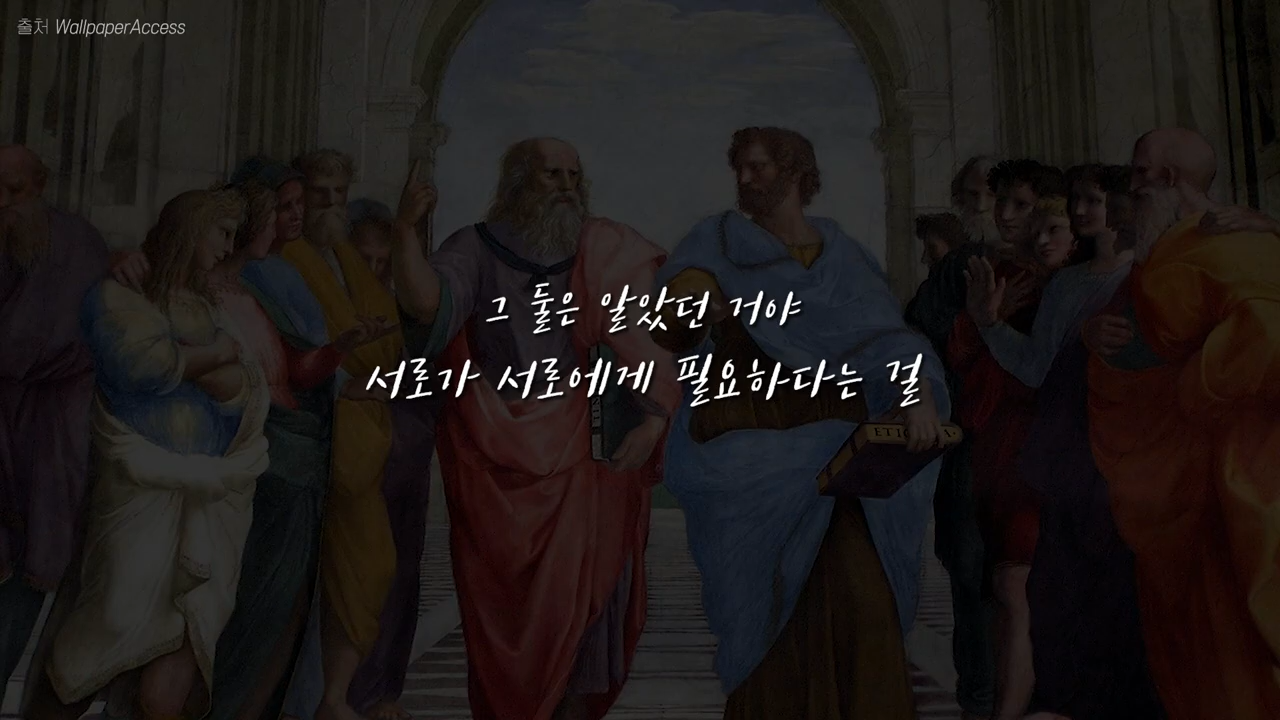 출처 WallpaperAccess
그 둘은 알았던 거야
서로가 서로에게 필요하다는 걸